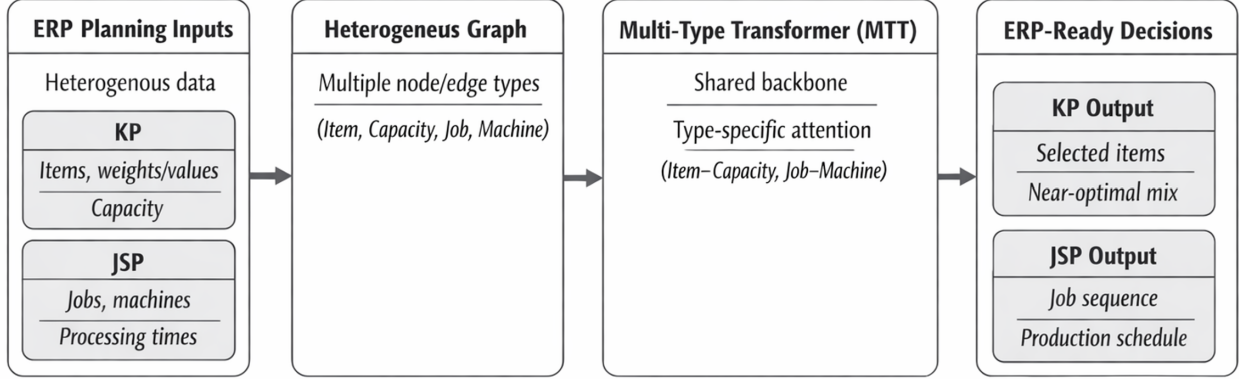 ERP Planning Inputs
Heterogenous data
KP
Items, weights/values
Capacity
JSP
Jobs, machines
Processing times
Heterogeneus Graph
Multiple node/edge types
(Item, Capacity, Job, Machine)
Multi-Type Transformer (MTT)
Shared backbone
Type-specific attention
(Item–Capacity, Job–Machine)
ERP-Ready Decisions
KP Output
Selected items
Near-optimal mix
JSP Output
Job sequence
Production schedule